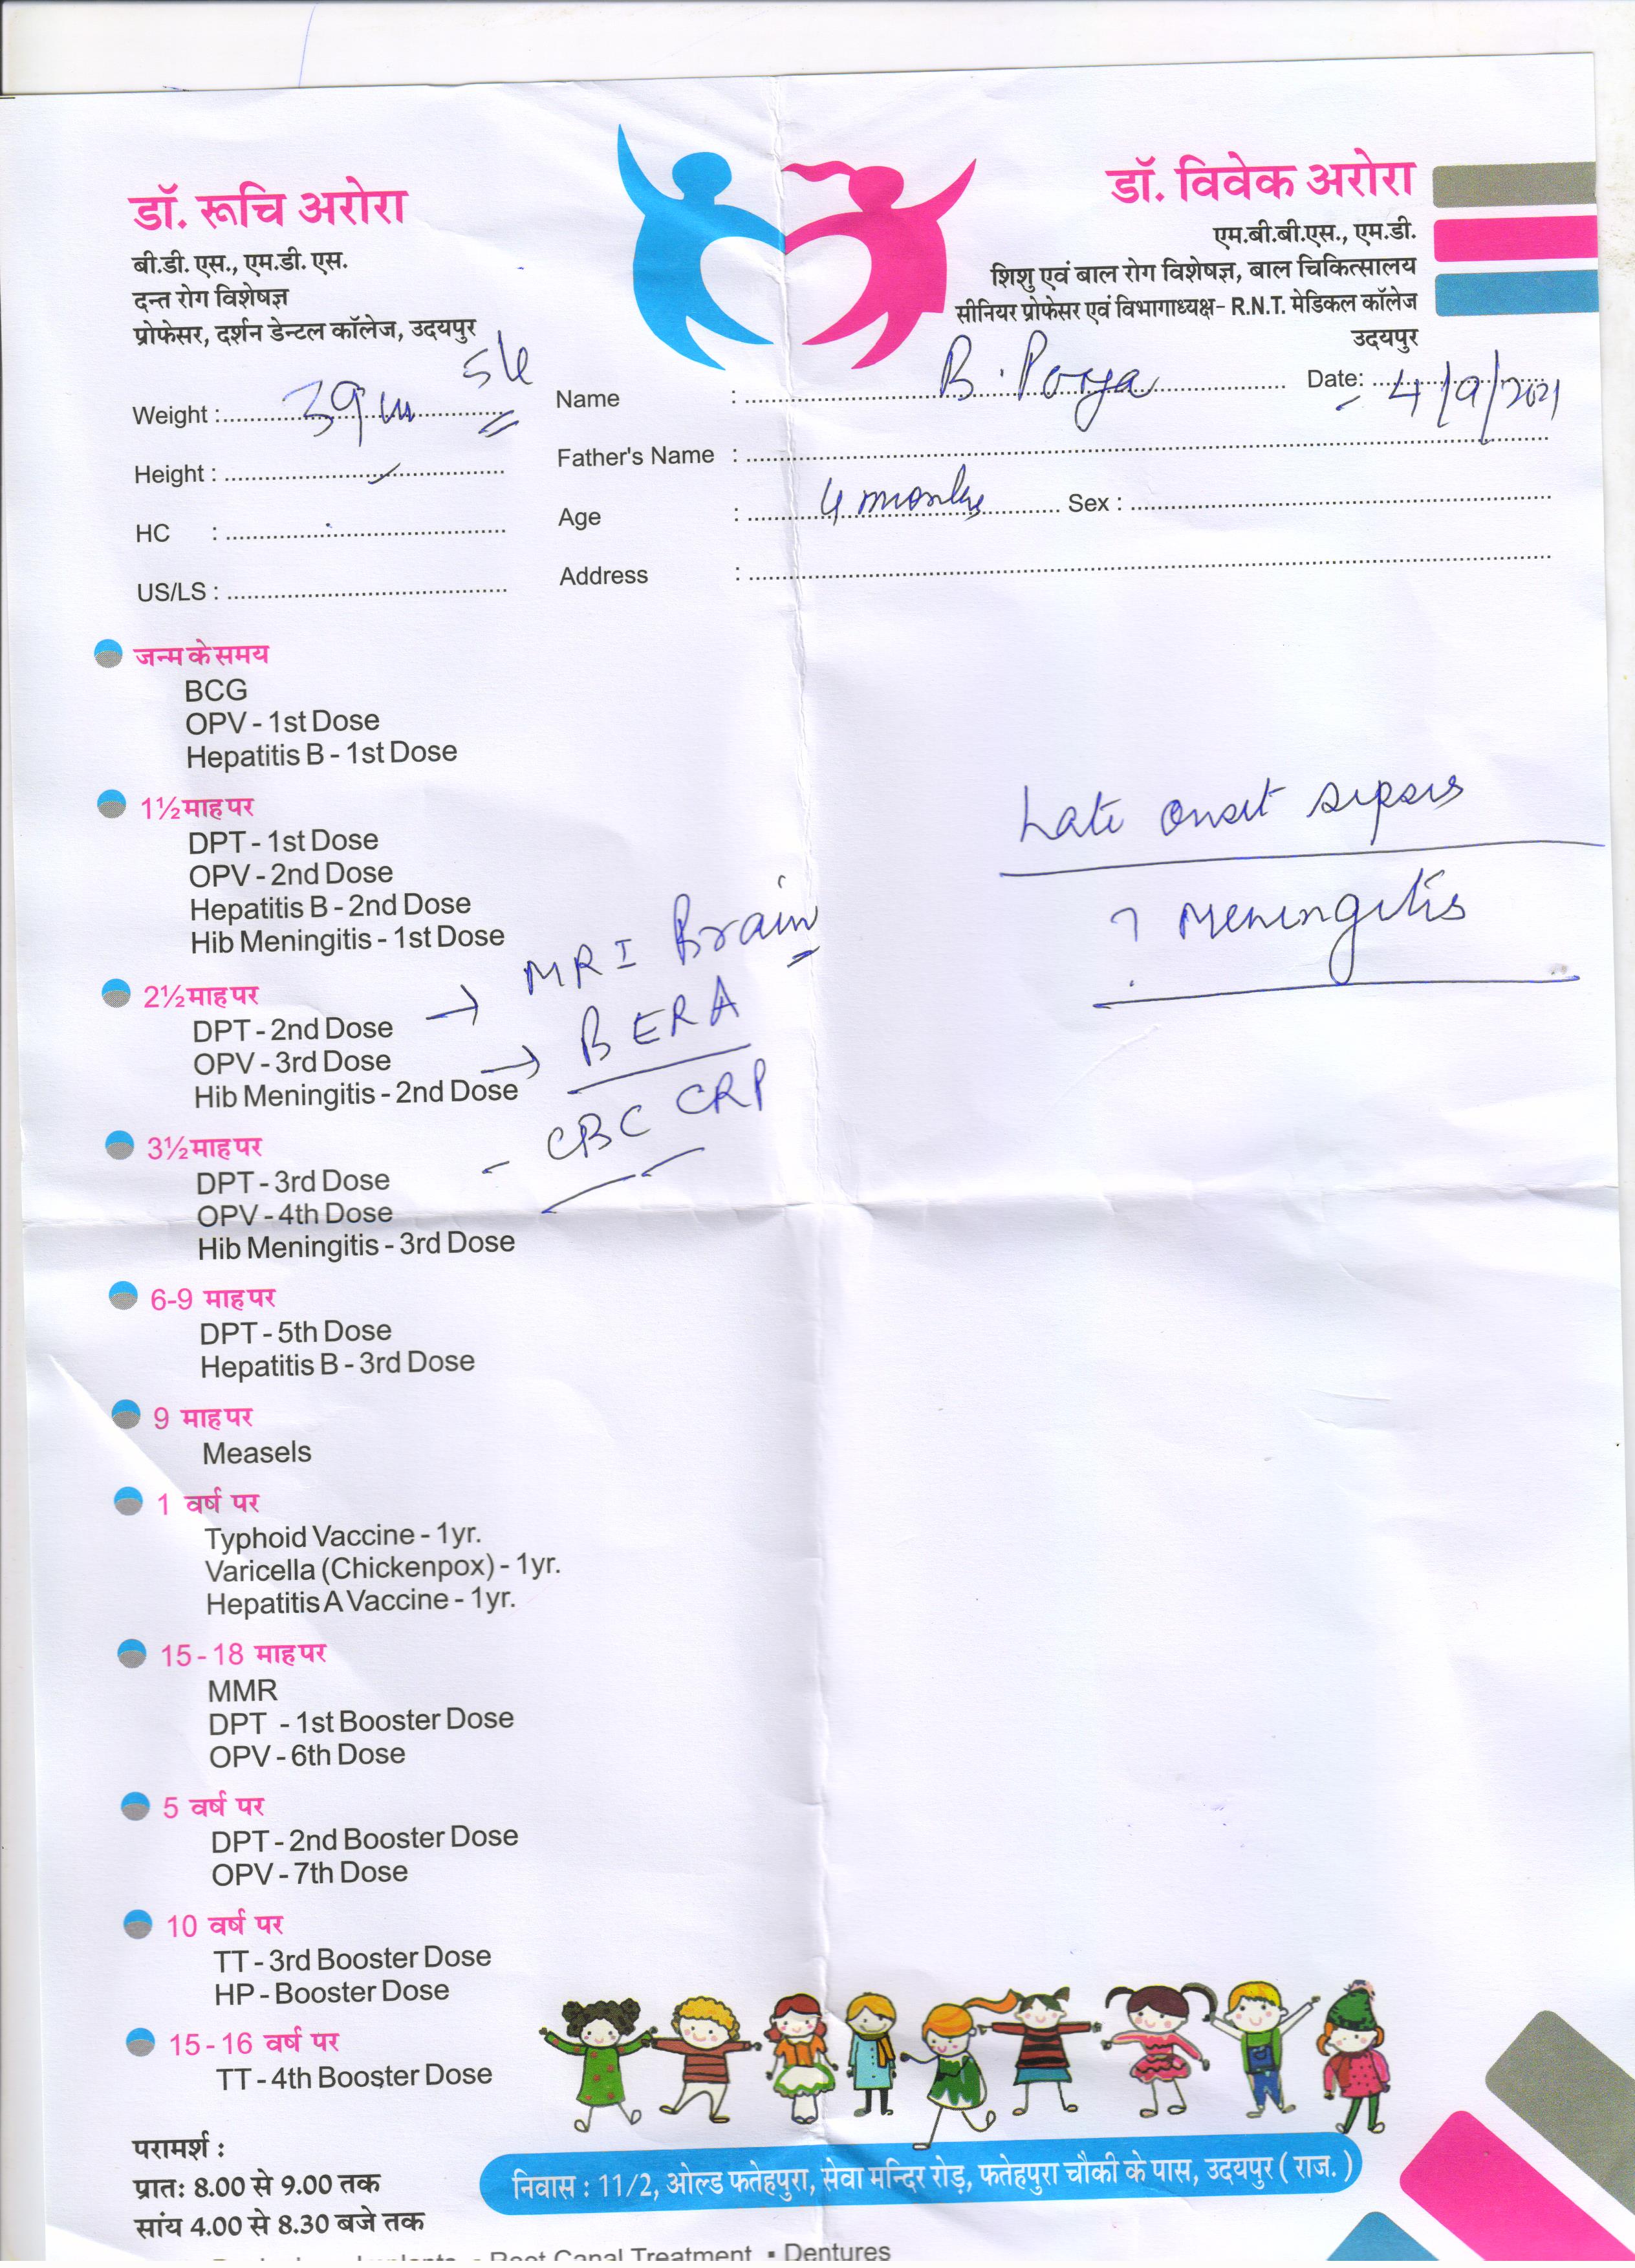 डॉ. रूचि अरोरा
बी.डी. एस., एम.डी. एस.
दन्त रोग विशेषज्ञ
प्रोफेसर, दर्शन डेन्टल कॉलेज, उदयपुर
डॉ. विवेक अरोरा
एम.बी.बी.एस., एम.डी.
शिशु एवं बाल रोग विशेषज्ञ, बाल चिकित्सालय
सीनियर प्रोफेसर एवं विभागाध्यक्ष- R.N.T. मेडिकल कॉलेज
उदयपुर
Weight :
Name : B. Porya Date: 4/9/2021
Height :
Father's Name :
HC :
Age : 4 months Sex :
US/LS :
Address :
जन्म के समय
BCG
OPV - 1st Dose
Hepatitis B - 1st Dose
1½ माह पर
DPT - 1st Dose
OPV - 2nd Dose
Hepatitis B - 2nd Dose
Hib Meningitis - 1st Dose
2½ माह पर
DPT - 2nd Dose
OPV - 3rd Dose
Hib Meningitis - 2nd Dose
3½ माह पर
DPT - 3rd Dose
OPV - 4th Dose
Hib Meningitis - 3rd Dose
6-9 माह पर
DPT - 5th Dose
Hepatitis B - 3rd Dose
9 माह पर
Measels
1 वर्ष पर
Typhoid Vaccine - 1yr.
Varicella (Chickenpox) - 1yr.
Hepatitis A Vaccine - 1yr.
15-18 माह पर
MMR
DPT - 1st Booster Dose
OPV - 6th Dose
5 वर्ष पर
DPT - 2nd Booster Dose
OPV - 7th Dose
10 वर्ष पर
TT - 3rd Booster Dose
HP - Booster Dose
15-16 वर्ष पर
TT - 4th Booster Dose
→ MRI Brain
→ BERA
- CBC CRP
Late onset sepsis
? Meningitis
परामर्श :
प्रातः 8.00 से 9.00 तक
सांय 4.00 से 8.30 बजे तक
निवास : 11/2, ओल्ड फतेहपुरा, सेवा मन्दिर रोड़, फतेहपुरा चौकी के पास, उदयपुर ( राज. )
Root Canal Treatment ▪ Dentures